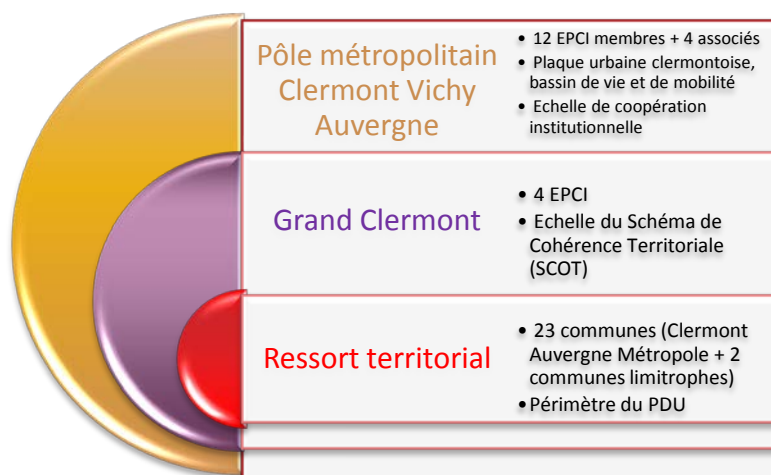 Pôle métropolitain
Clermont Vichy
Auvergne
• 12 EPCI membres + 4 associés
• Plaque urbaine clermontoise,
bassin de vie et de mobilité
• Echelle de coopération
institutionnelle
Grand Clermont
• 4 EPCI
• Echelle du Schéma de
Cohérence Territoriale
(SCOT)
Ressort territorial
• 23 communes (Clermont
Auvergne Métropole + 2
communes limitrophes)
• Périmètre du PDU